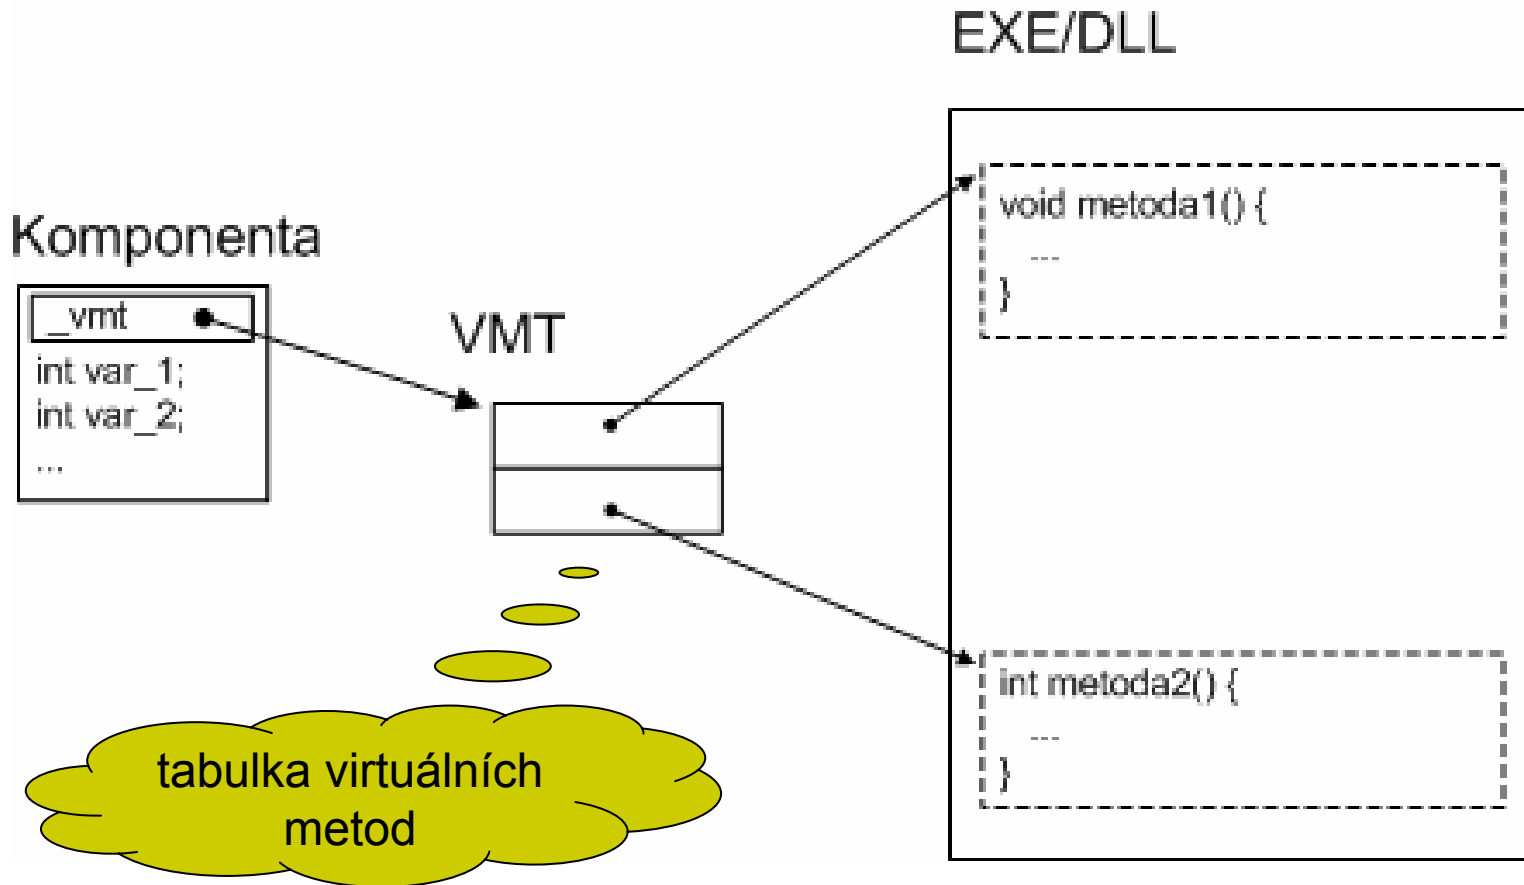 EXE/DLL
Komponenta
_vmt
int var_1;
int var_2;
...
VMT
void metoda1() {
...
}
int metoda2() {
...
}
tabulka virtuálních
metod